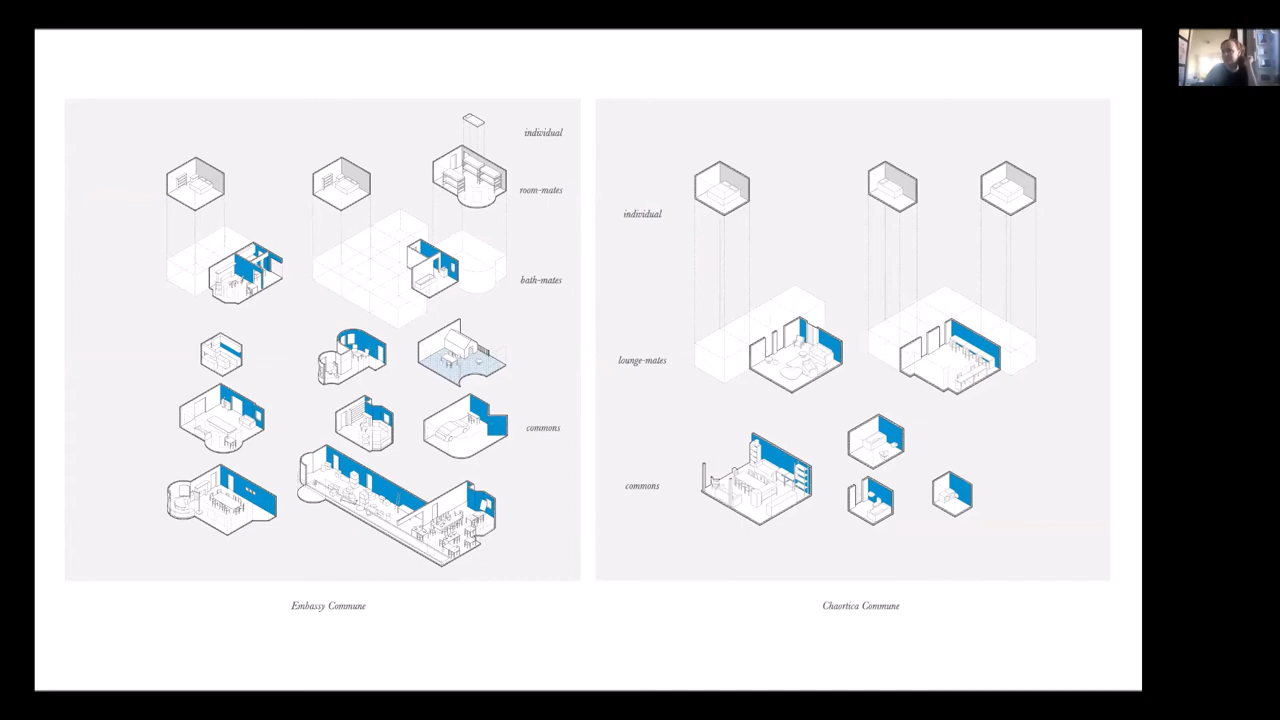 individual
room-mates
bath-mates
commons
individual
lounge-mates
commons
Embassy Commune
Chaortica Commune